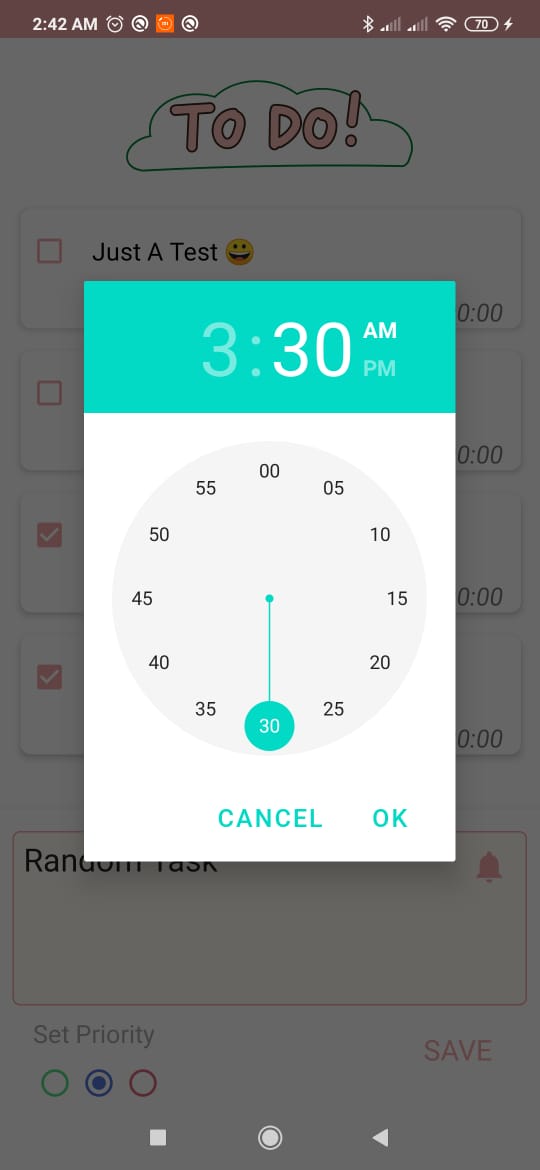 2:42 AM 70
TO DO!
Just A Test 😀
0:00
3:30 AM
PM
0:00
00
55 05
50 10
45 15
0:00
40 20
35 25
30
0:00
CANCEL OK
Random Task
Set Priority
SAVE